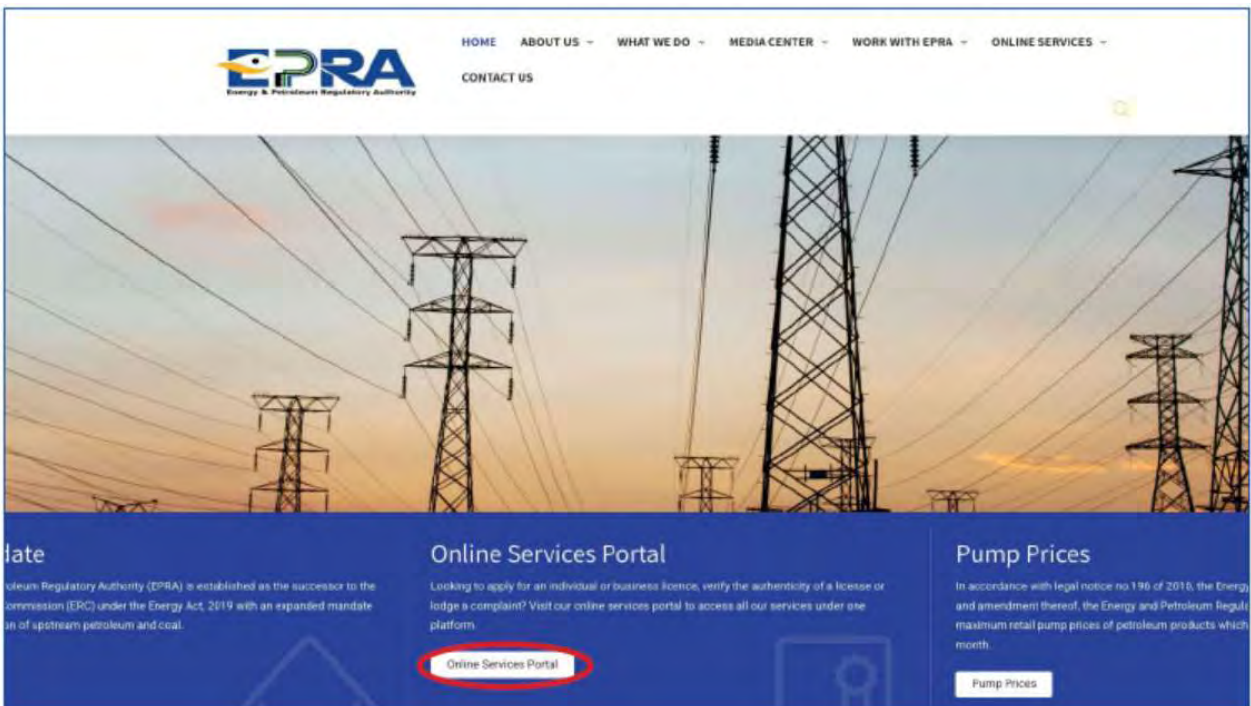 EPRA
Energy & Petroleum Regulatory Authority
HOME ABOUT US WHAT WE DO MEDIA CENTER WORK WITH EPRA ONLINE SERVICES
CONTACT US
date
roleum Regulatory Authority (EPRA) is established as the successor to the
Commission (ERC) under the Energy Act, 2019 with an expanded mandate
on of upstream petroleum and coal.
Online Services Portal
Looking to apply for an individual or business licence, verify the authenticity of a license or
lodge a complaint? Visit our online services portal to access all our services under one
platform.
Online Services Portal
Pump Prices
In accordance with legal notice no.196 of 2010, the Energy
and amendment thereof, the Energy and Petroleum Regula
maximum retail pump prices of petroleum products which
month.
Pump Prices